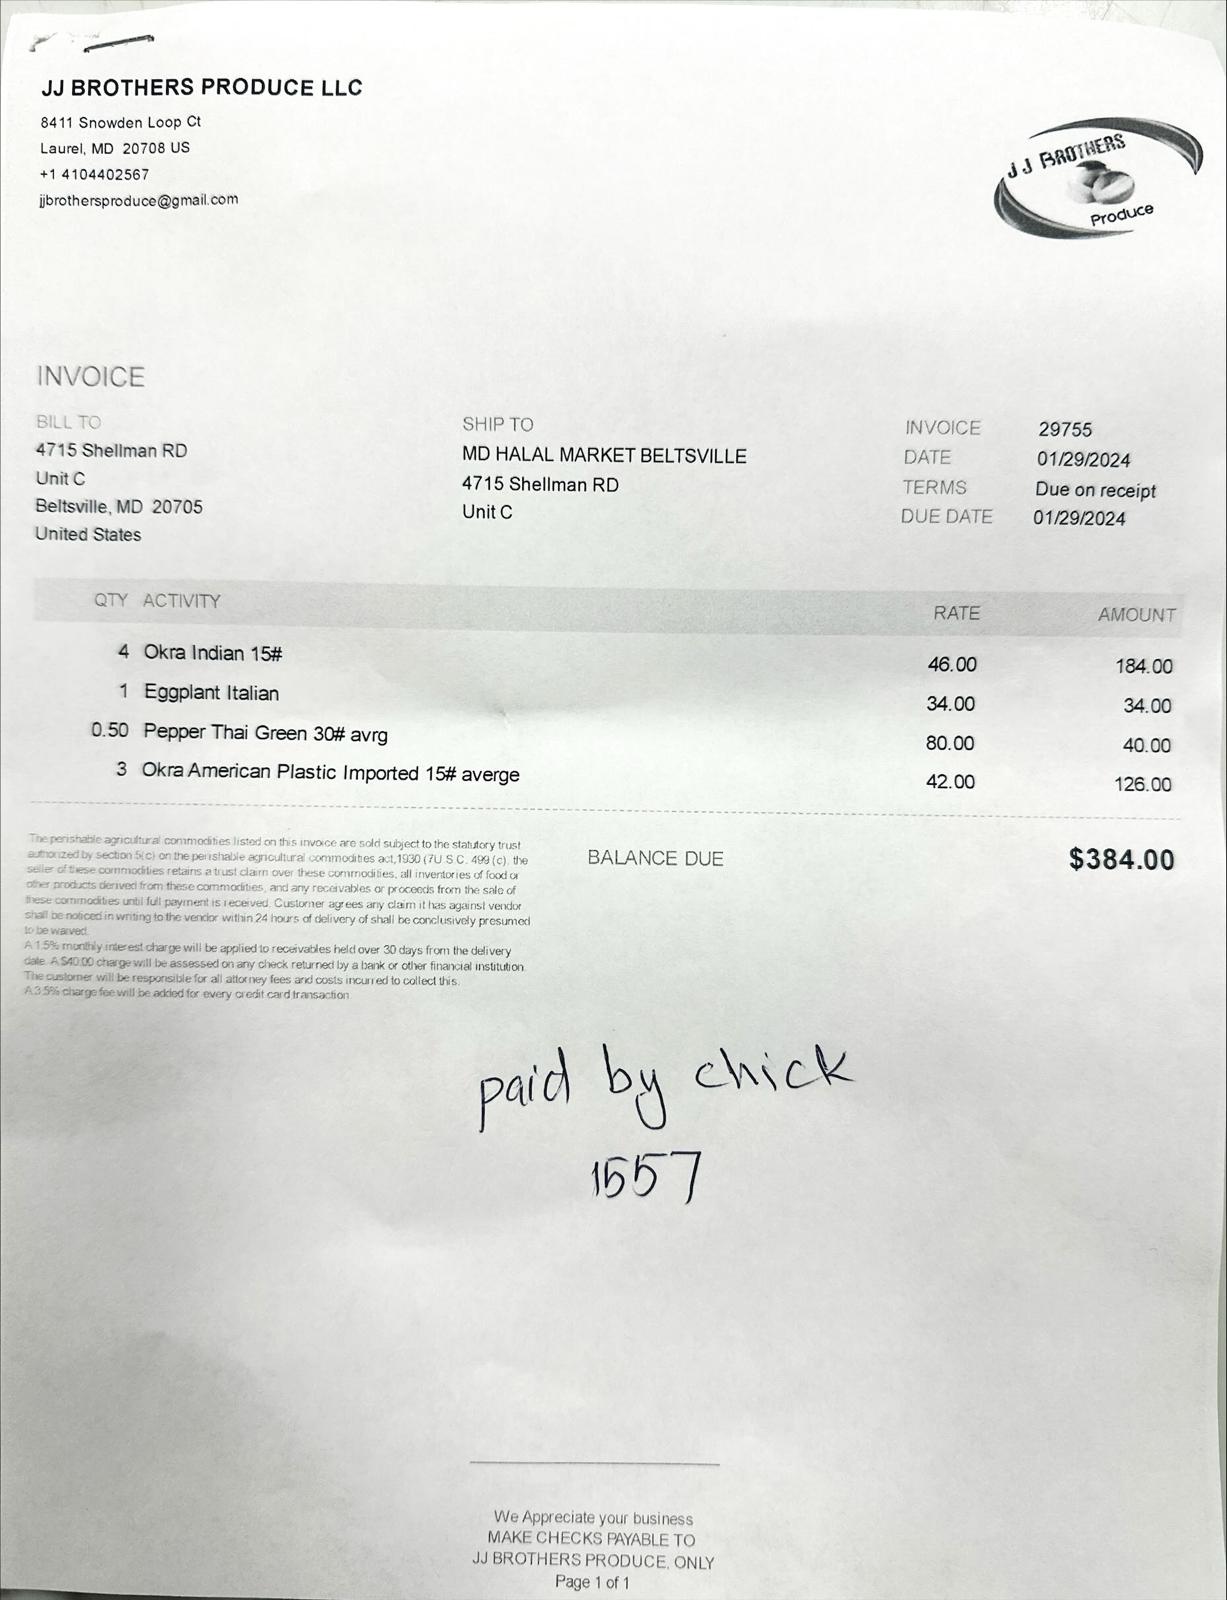 JJ BROTHERS PRODUCE LLC
8411 Snowden Loop Ct
Laurel, MD 20708 US
+1 4104402567
jjbrothersproduce@gmail.com
JJ BROTHERS
Produce
INVOICE
BILL TO
4715 Shellman RD
Unit C
Beltsville, MD 20705
United States
SHIP TO
MD HALAL MARKET BELTSVILLE
4715 Shellman RD
Unit C
INVOICE 29755
DATE 01/29/2024
TERMS Due on receipt
DUE DATE 01/29/2024
QTY ACTIVITY RATE AMOUNT
4 Okra Indian 15# 46.00 184.00
1 Eggplant Italian 34.00 34.00
0.50 Pepper Thai Green 30# avrg 80.00 40.00
3 Okra American Plastic Imported 15# averge 42.00 126.00
The perishable agricultural commodities listed on this invoice are sold subject to the statutory trust
authorized by section 5(c) on the perishable agricultural commodities act,1930 (7U S C. 499 (c). the
seller of these commodities retains a trust claim over these commodities, all inventories of food or
other products derived from these commodities, and any receivables or proceeds from the sale of
these commodities until full payment is received. Customer agrees any claim it has against vendor
shall be noticed in writing to the vendor within 24 hours of delivery of shall be conclusively presumed
to be waived.
A 1.5% monthly interest charge will be applied to receivables held over 30 days from the delivery
date. A $40.00 charge will be assessed on any check returned by a bank or other financial institution.
The customer will be responsible for all attorney fees and costs incurred to collect this.
A 3.5% charge fee will be added for every credit card transaction
BALANCE DUE $384.00
paid by chick
1557
We Appreciate your business
MAKE CHECKS PAYABLE TO
JJ BROTHERS PRODUCE, ONLY
Page 1 of 1